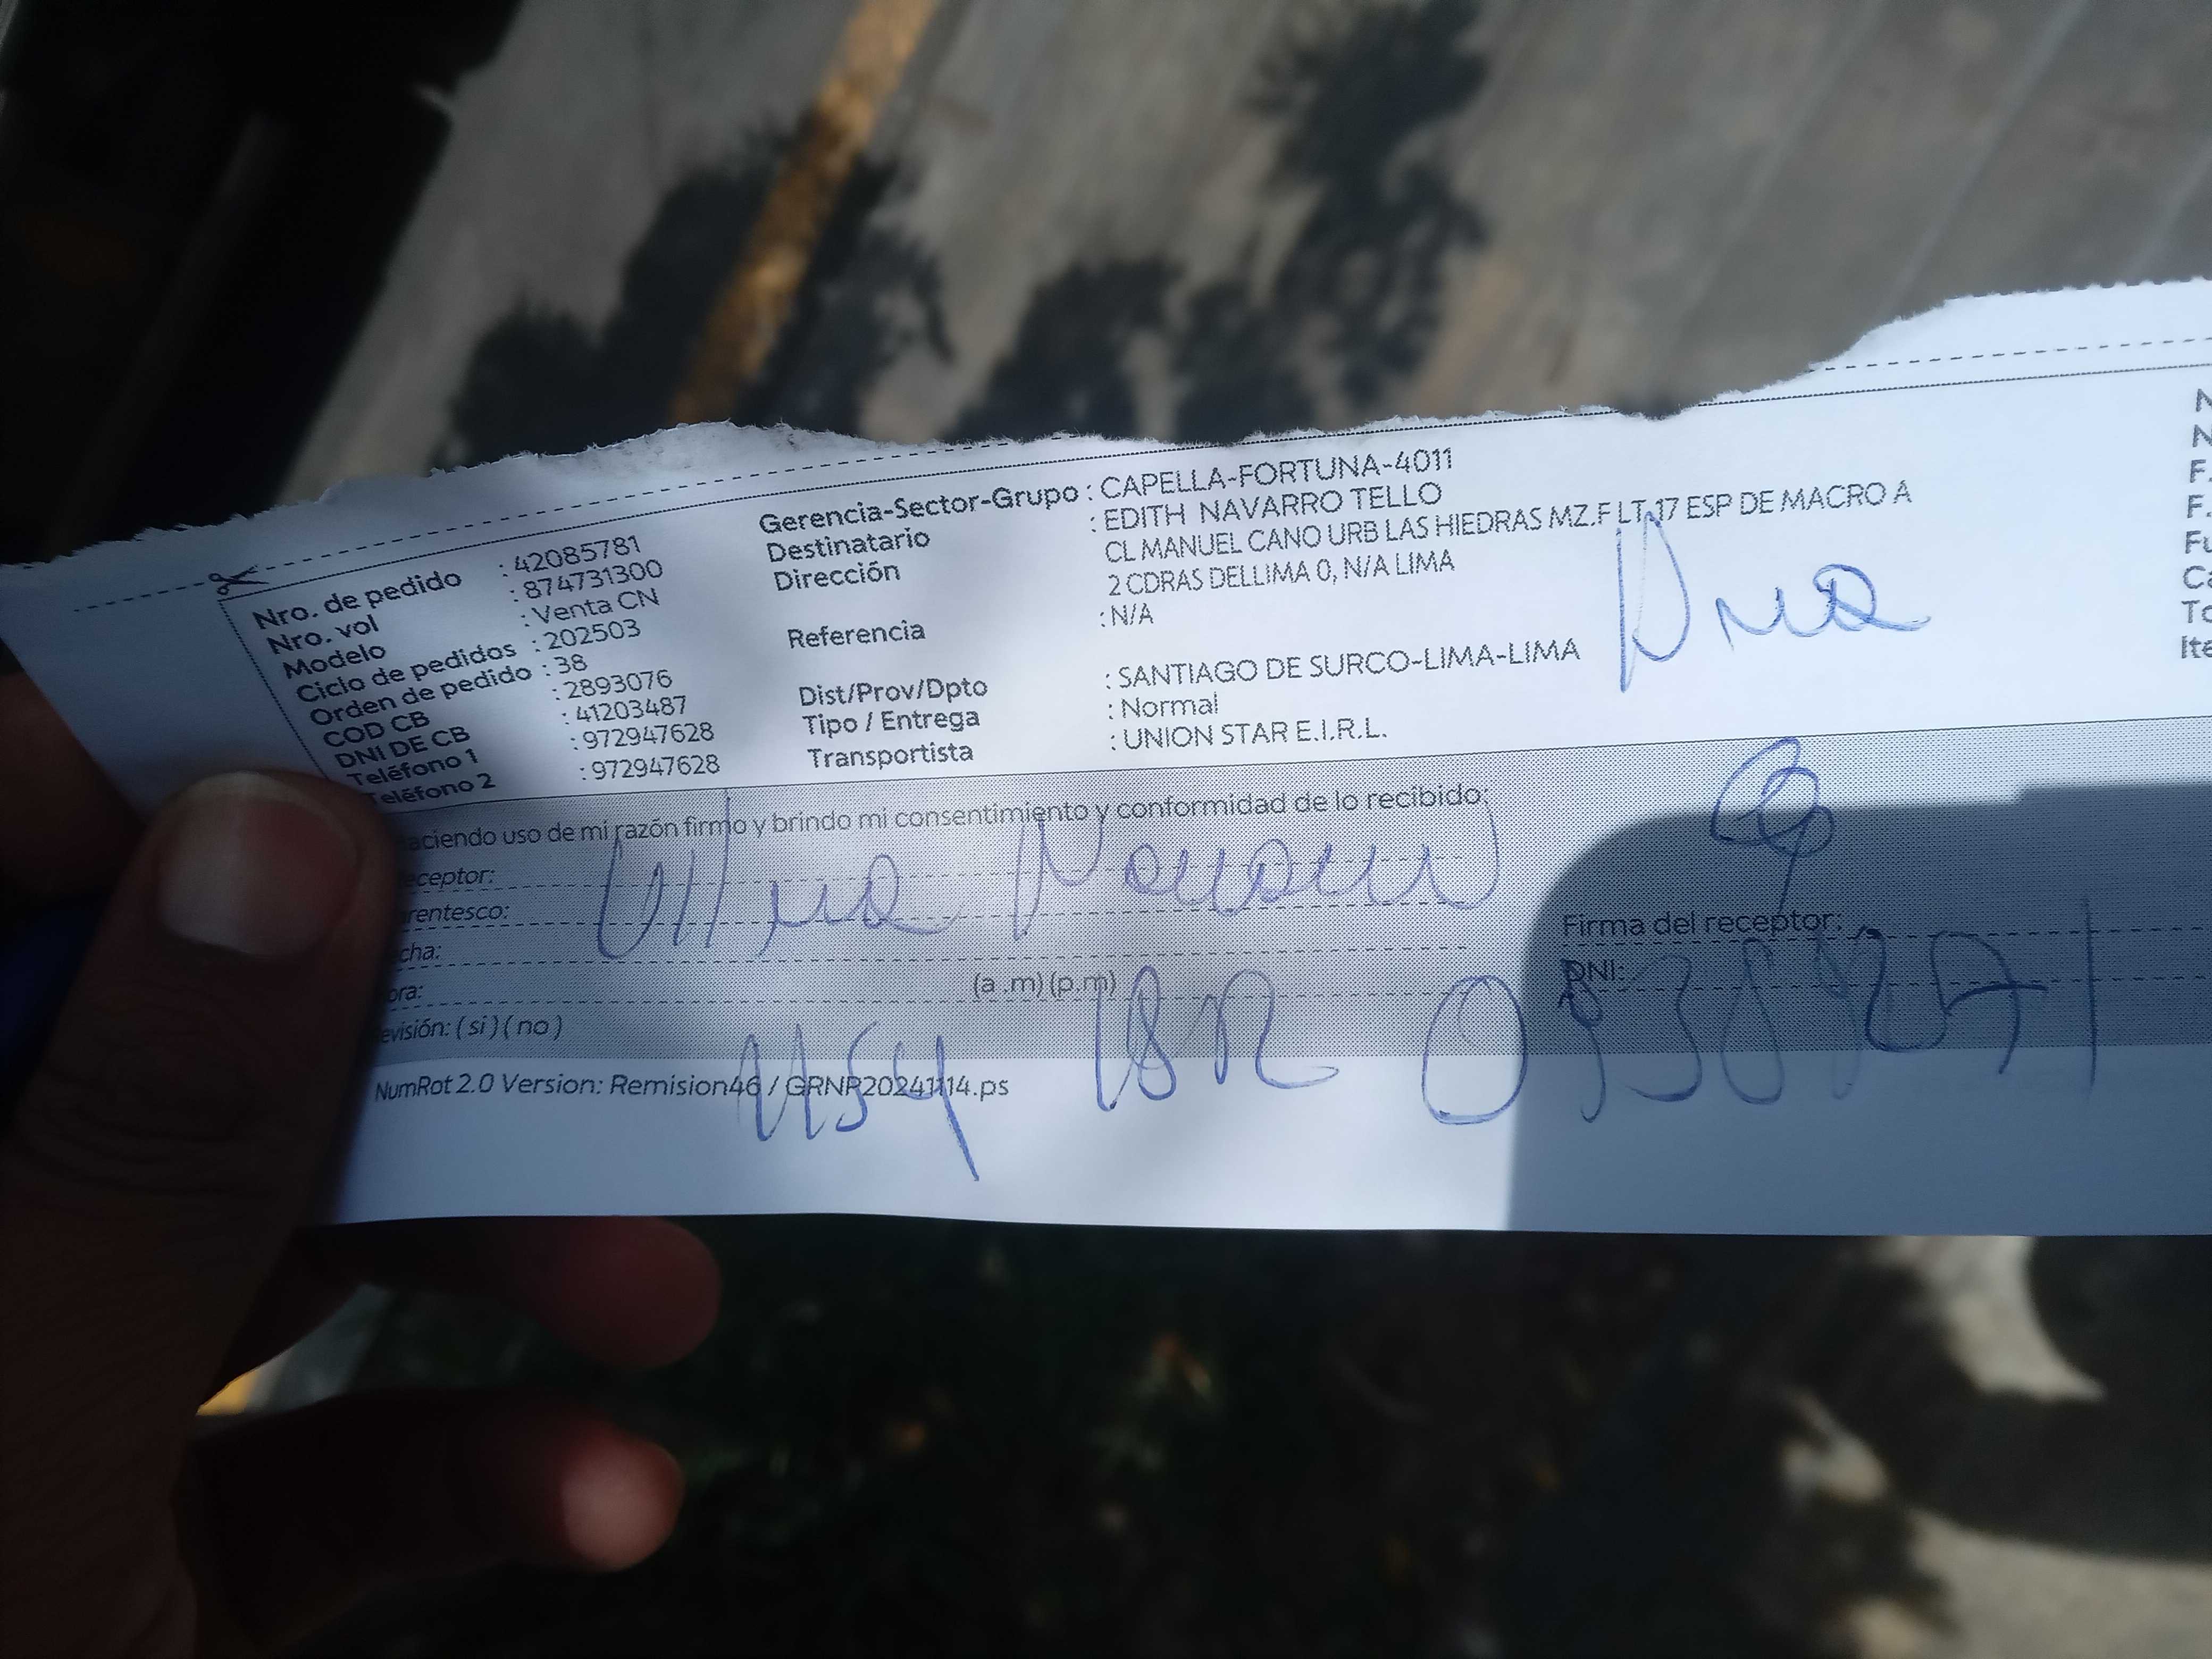 Nro. de pedido : 42085781
Nro. vol : 874731300
Modelo : Venta CN
Ciclo de pedidos : 202503
Orden de pedido : 38
COD CB : 2893076
DNI DE CB : 41203487
Teléfono 1 : 972947628
Teléfono 2 : 972947628
Gerencia-Sector-Grupo : CAPELLA-FORTUNA-4011
Destinatario : EDITH NAVARRO TELLO
Dirección CL MANUEL CANO URB LAS HIEDRAS MZ.F LT.17 ESP DE MACRO A
2 CDRAS DELLIMA 0, N/A LIMA
Referencia : N/A
Dist/Prov/Dpto : SANTIAGO DE SURCO-LIMA-LIMA
Tipo / Entrega : Normal
Transportista : UNION STAR E.I.R.L.
N
N
F.
F.
Fu
Ca
To
Ite
aciendo uso de mi razón firmo y brindo mi consentimiento y conformidad de lo recibido:
eceptor:
rentesco:
cha:
ora: (a .m) (p.m)
evisión: ( si ) ( no )
Firma del receptor:
DNI:
NumRot 2.0 Version: Remision46 / GRNR20241114.ps